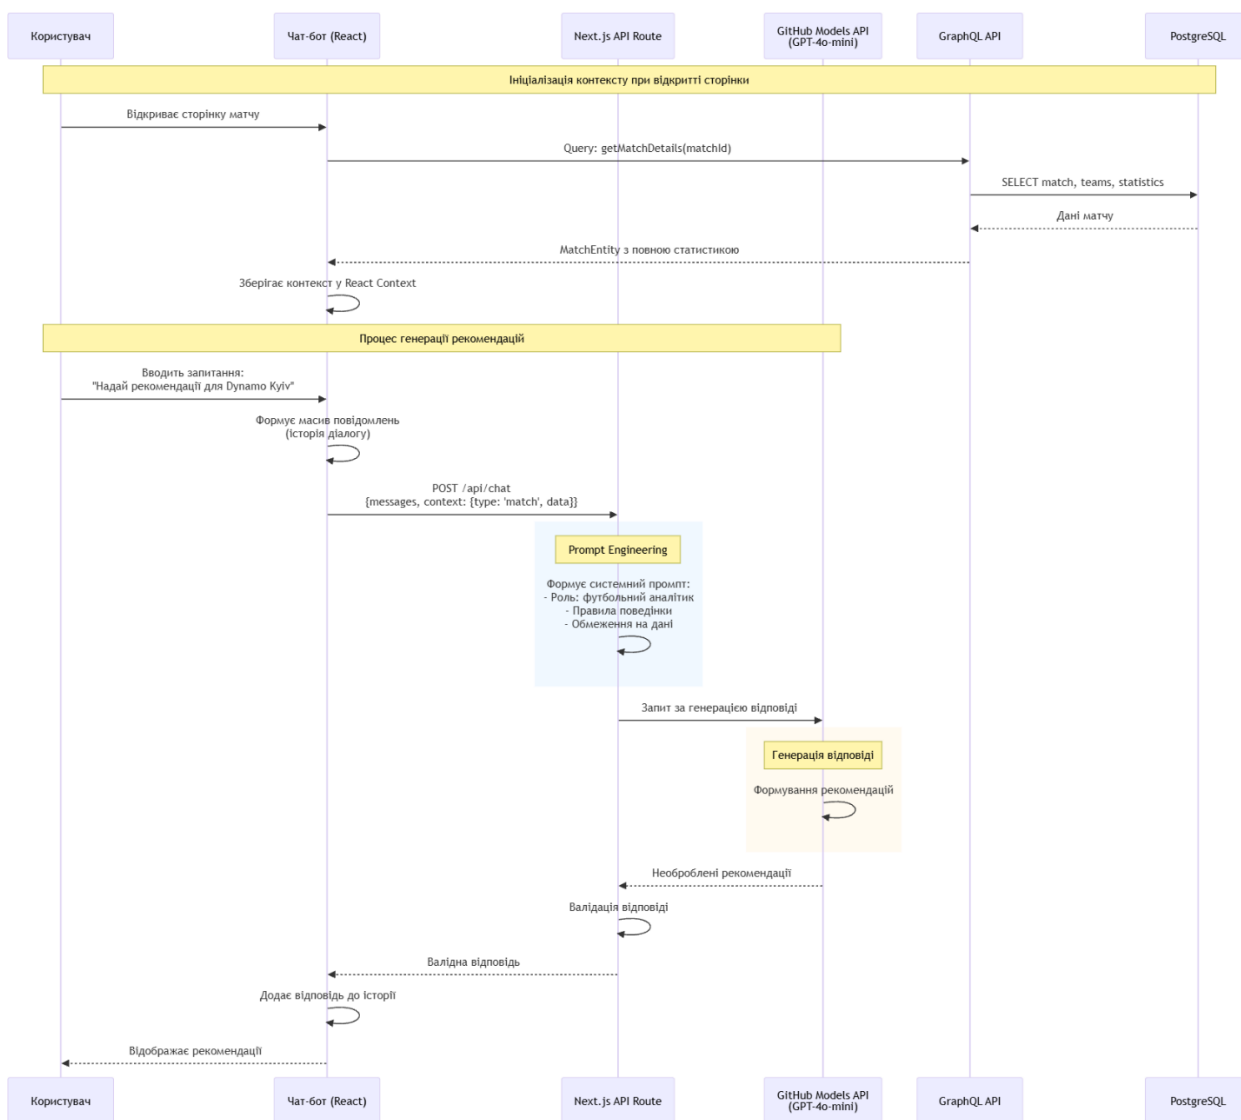 Користувач
Чат-бот (React)
Next.js API Route
GitHub Models API
(GPT-4o-mini)
GraphQL API
PostgreSQL
Ініціалізація контексту при відкритті сторінки
Відкриває сторінку матчу
Query: getMatchDetails(matchId)
SELECT match, teams, statistics
Дані матчу
MatchEntity з повною статистикою
Зберігає контекст у React Context
Процес генерації рекомендацій
Вводить запитання:
"Надай рекомендації для Dynamo Kyiv"
Формує масив повідомлень
(історія діалогу)
POST /api/chat
{messages, context: {type: 'match', data}}
Prompt Engineering
Формує системний промпт:
- Роль: футбольний аналітик
- Правила поведінки
- Обмеження на дані
Запит за генерацією відповіді
Генерація відповіді
Формування рекомендацій
Необроблені рекомендації
Валідація відповіді
Валідна відповідь
Додає відповідь до історії
Відображає рекомендації
Користувач
Чат-бот (React)
Next.js API Route
GitHub Models API
(GPT-4o-mini)
GraphQL API
PostgreSQL